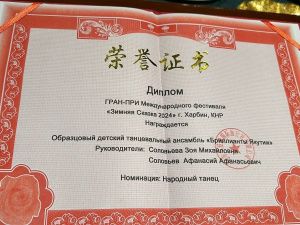 荣誉证书
Диплом
ГРАН-ПРИ Международного фестиваля
«Зимняя Сказка 2024» г. Харбин, КНР
Награждается
Образцовый детский танцевальный ансамбль «Бриллианты Якутии»
Руководители: Соловьева Зоя Михайловна
Соловьев Афанасий Афанасьевич
Номинация: Народный танец